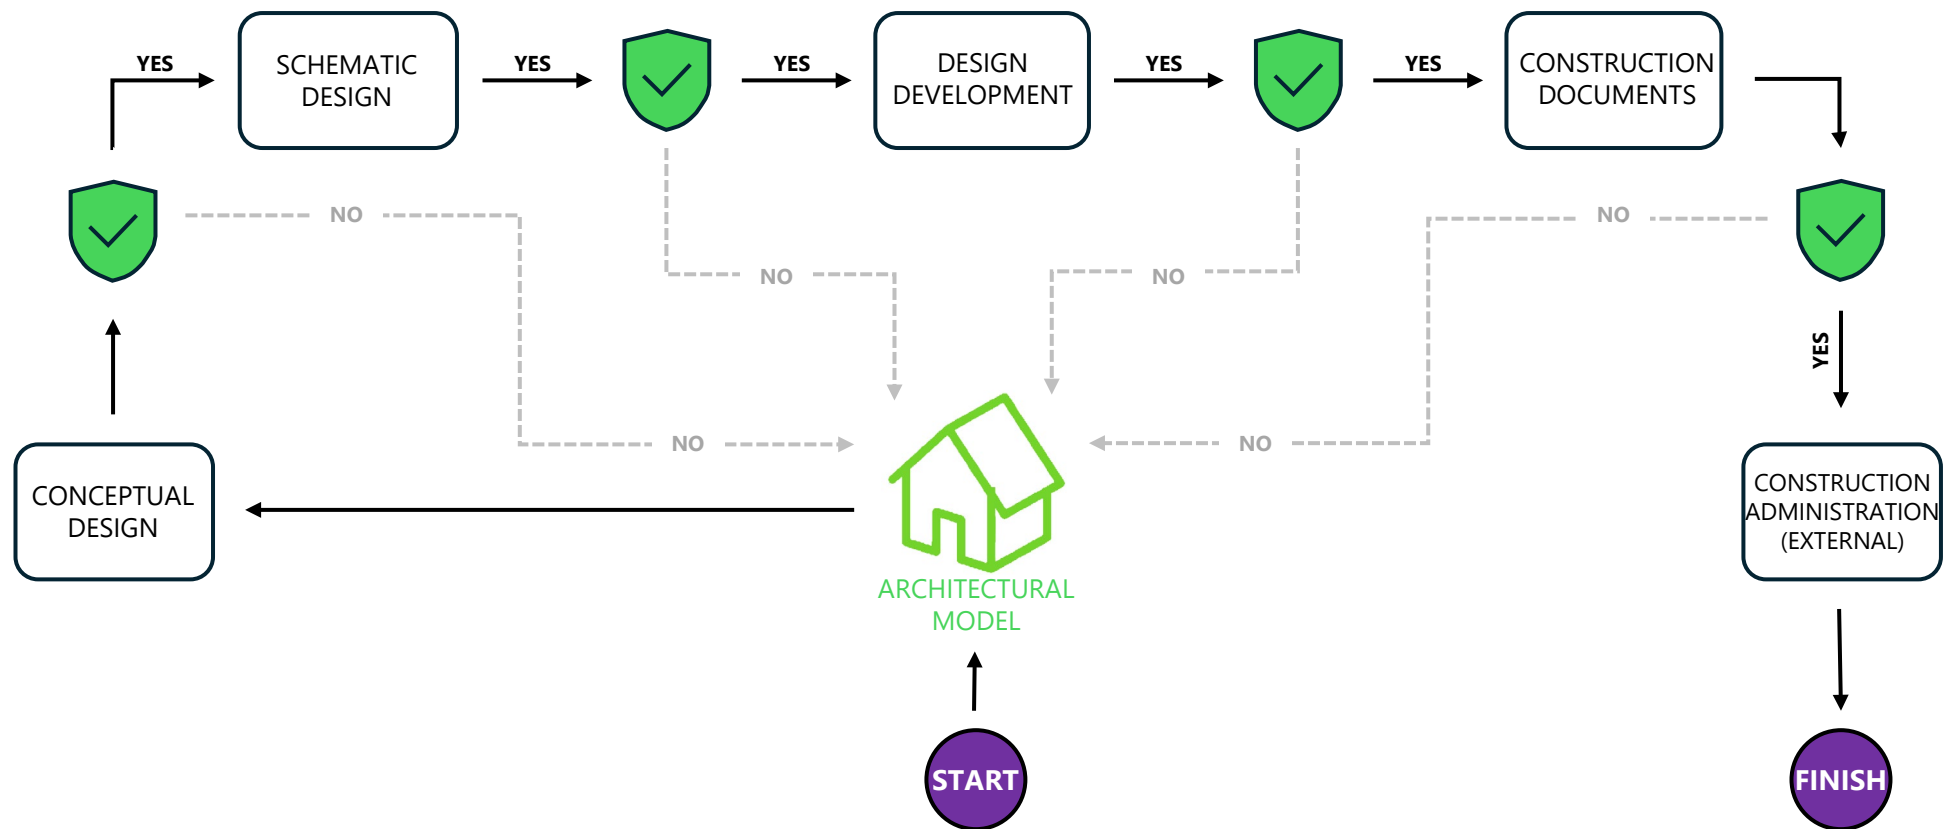 YES
SCHEMATIC
DESIGN
YES
YES
DESIGN
DEVELOPMENT
YES
YES
CONSTRUCTION
DOCUMENTS
NO
NO
NO
NO
YES
NO
NO
CONCEPTUAL
DESIGN
CONSTRUCTION
ADMINISTRATION
(EXTERNAL)
ARCHITECTURAL
MODEL
START
FINISH